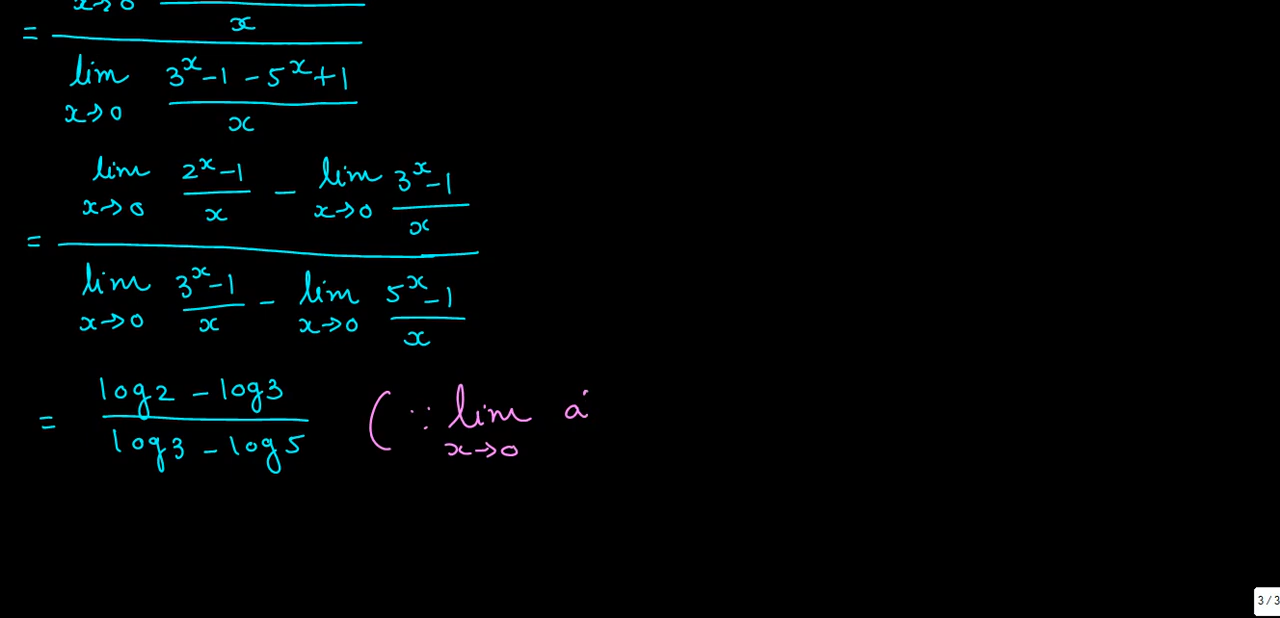 x→0
x
=
lim 3^x-1-5^x+1
x→0 x
lim 2^x-1 - lim 3^x-1
x→0 x x→0 x
=
lim 3^x-1 - lim 5^x-1
x→0 x x→0 x
log2 - log3 (∵ lim a
= x→0
log3 - log5
3/3